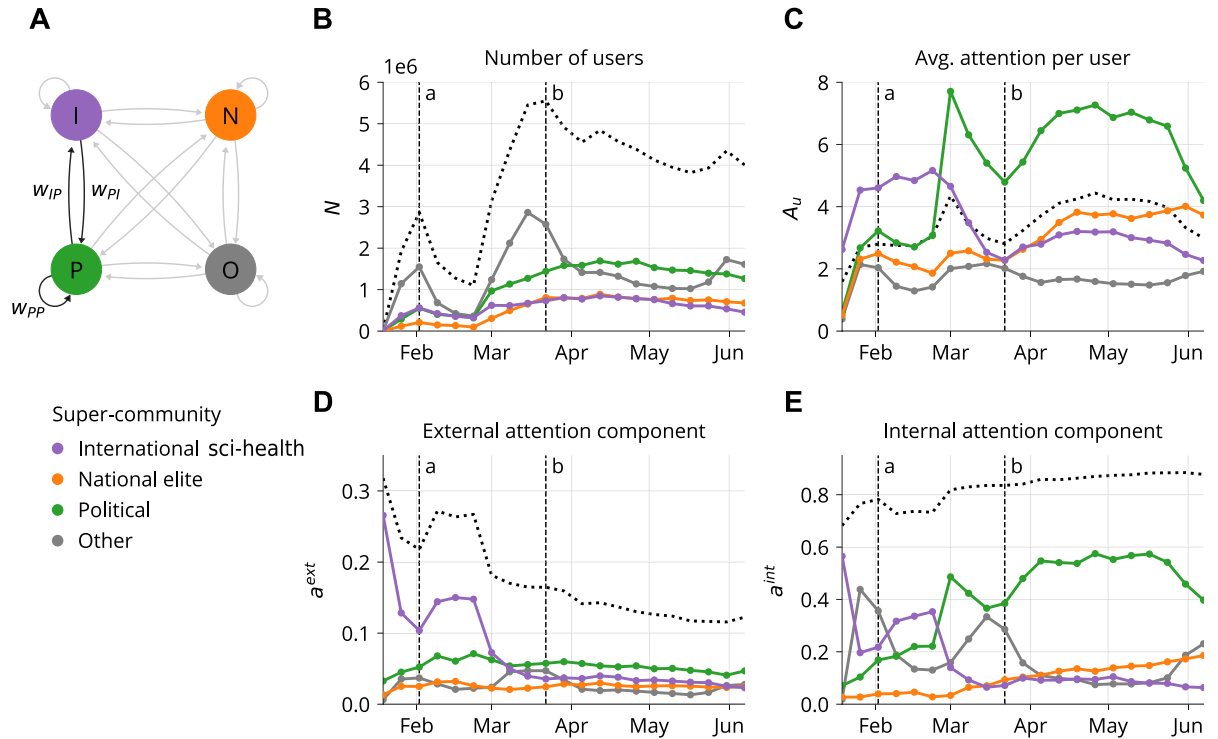 A
I
N
w_IP
w_PI
P
O
w_PP
Super-community
International sci-health
National elite
Political
Other
B
Number of users
1e6
6
5
4
3
2
1
0
N
a
b
Feb
Mar
Apr
May
Jun
C
Avg. attention per user
8
6
4
2
0
A_u
a
b
Feb
Mar
Apr
May
Jun
D
External attention component
0.3
0.2
0.1
0.0
a^ext
a
b
Feb
Mar
Apr
May
Jun
E
Internal attention component
0.8
0.6
0.4
0.2
0.0
a^int
a
b
Feb
Mar
Apr
May
Jun